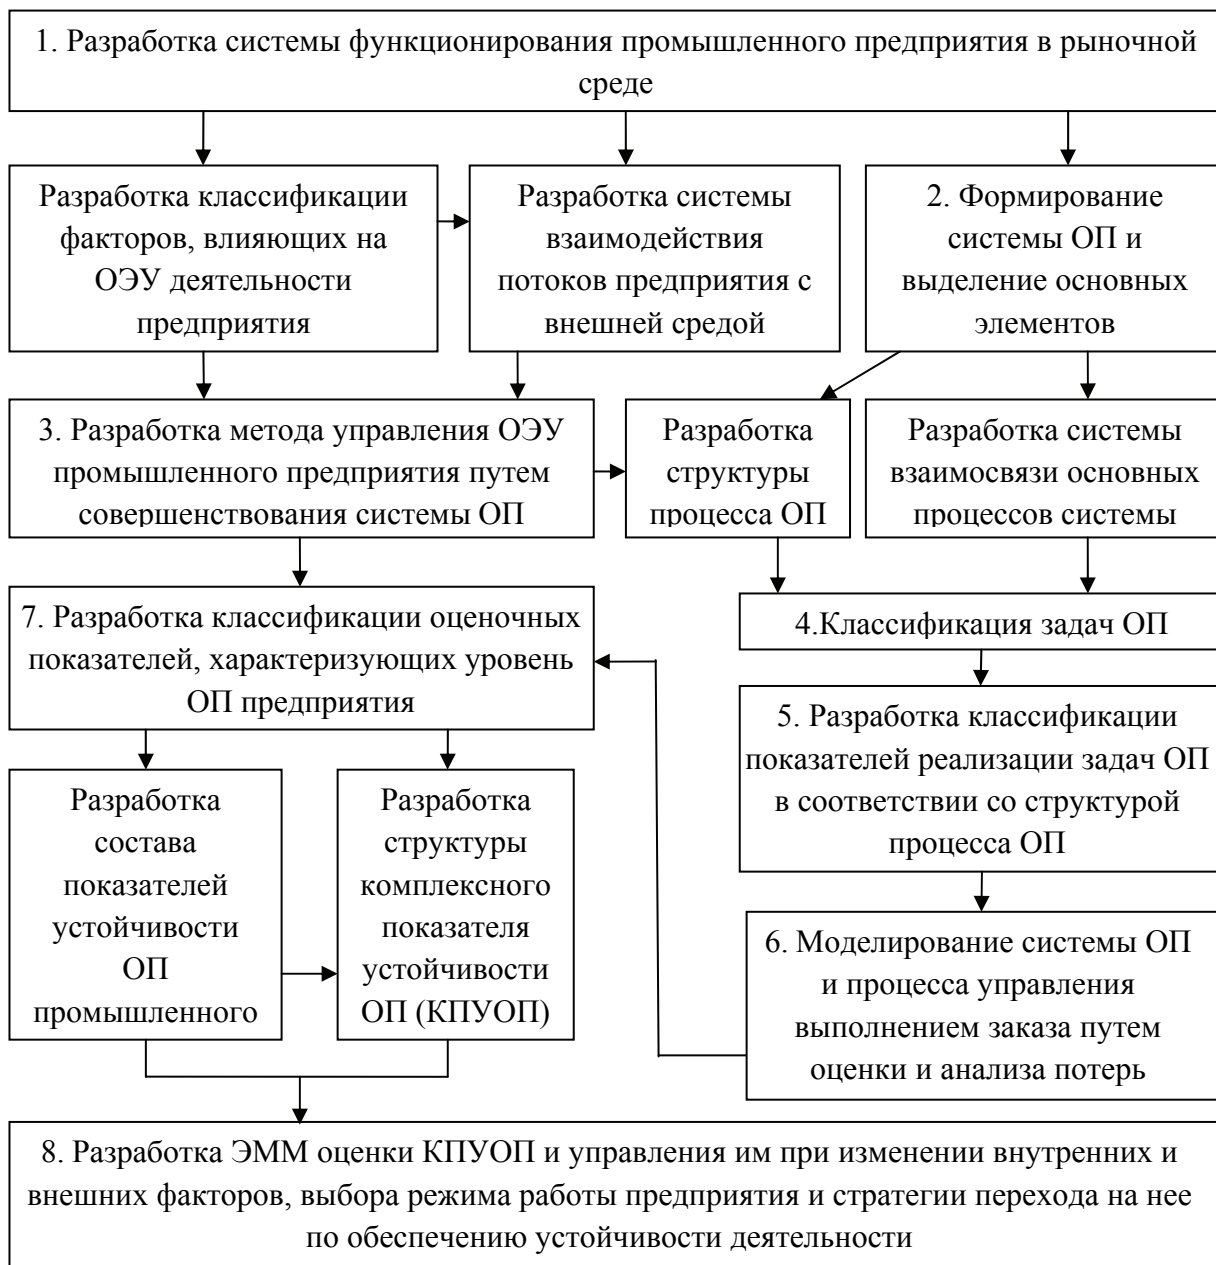 1. Разработка системы функционирования промышленного предприятия в рыночной
среде
Разработка классификации
факторов, влияющих на
ОЭУ деятельности
предприятия
Разработка системы
взаимодействия
потоков предприятия с
внешней средой
2. Формирование
системы ОП и
выделение основных
элементов
3. Разработка метода управления ОЭУ
промышленного предприятия путем
совершенствования системы ОП
Разработка
структуры
процесса ОП
Разработка системы
взаимосвязи основных
процессов системы
4.Классификация задач ОП
7. Разработка классификации оценочных
показателей, характеризующих уровень
ОП предприятия
5. Разработка классификации
показателей реализации задач ОП
в соответствии со структурой
процесса ОП
Разработка
состава
показателей
устойчивости
ОП
промышленного
Разработка
структуры
комплексного
показателя
устойчивости
ОП (КПУОП)
6. Моделирование системы ОП
и процесса управления
выполнением заказа путем
оценки и анализа потерь
8. Разработка ЭММ оценки КПУОП и управления им при изменении внутренних и
внешних факторов, выбора режима работы предприятия и стратегии перехода на нее
по обеспечению устойчивости деятельности